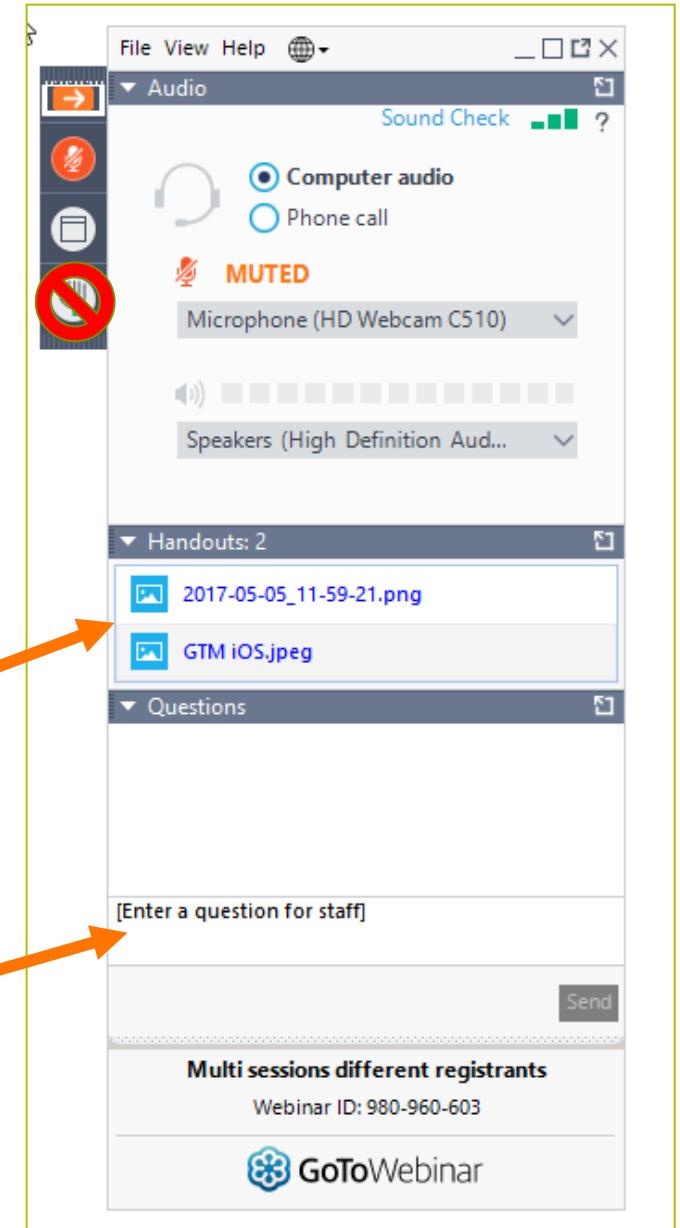 File View Help
Audio
Sound Check ?
Computer audio
Phone call
MUTED
Microphone (HD Webcam C510)
Speakers (High Definition Aud...
Handouts: 2
2017-05-05_11-59-21.png
GTM iOS.jpeg
Questions
[Enter a question for staff]
Send
Multi sessions different registrants
Webinar ID: 980-960-603
GoToWebinar